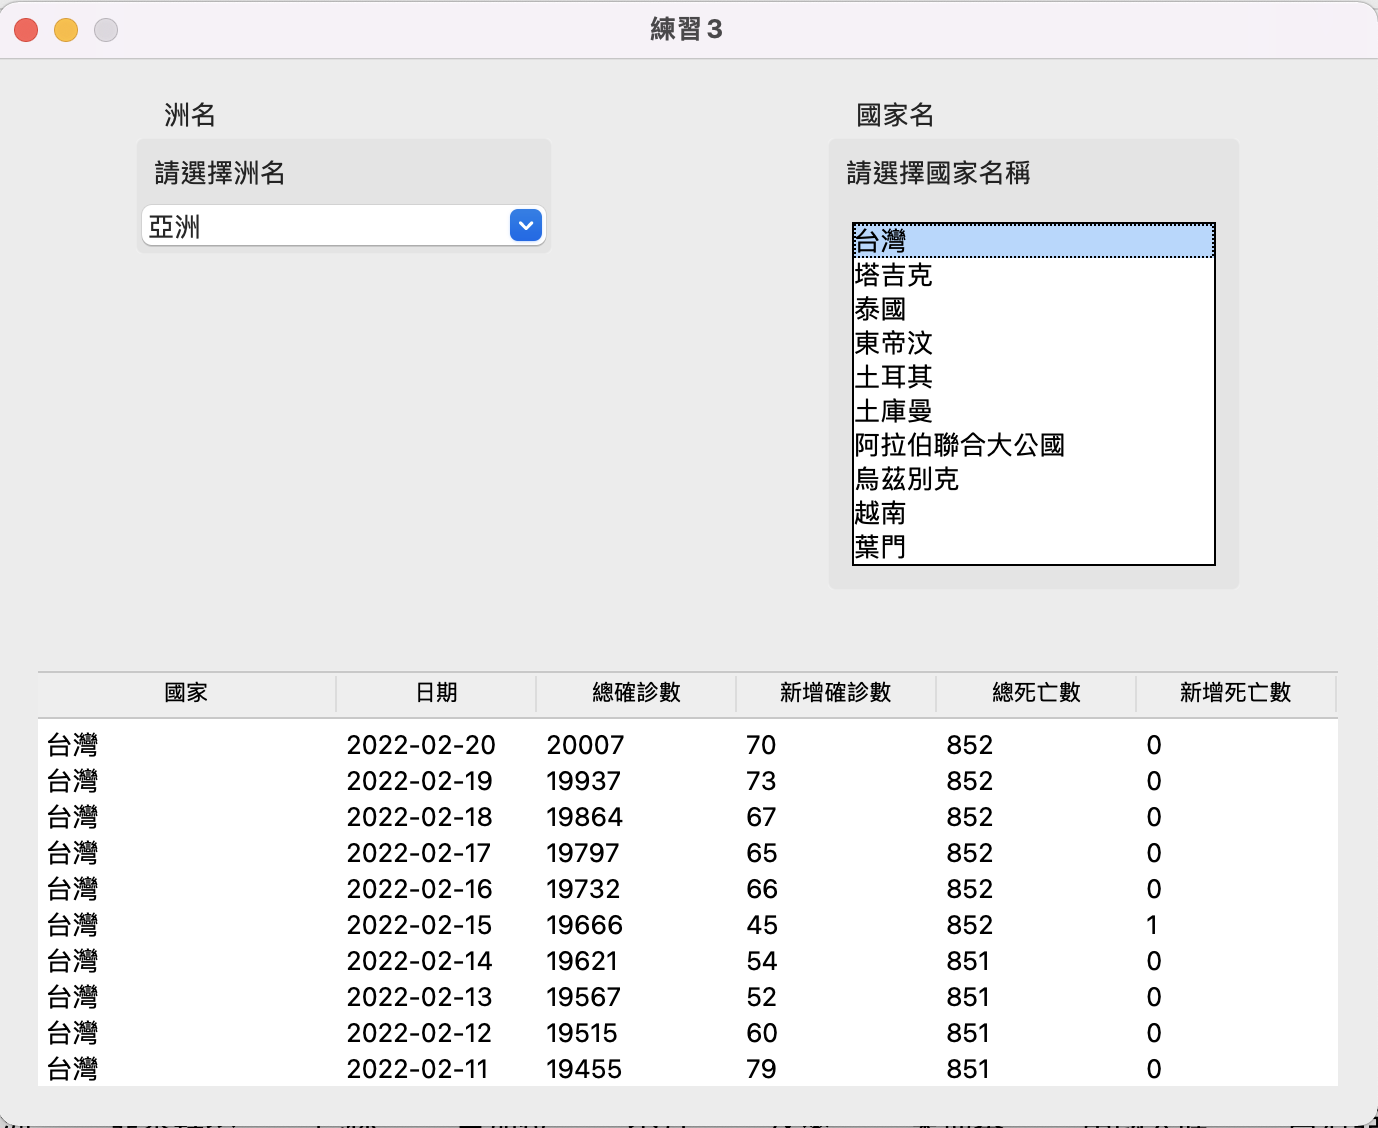 練習3
洲名
請選擇洲名
亞洲
國家名
請選擇國家名稱
台灣
塔吉克
泰國
東帝汶
土耳其
土庫曼
阿拉伯聯合大公國
烏茲別克
越南
葉門
國家 日期 總確診數 新增確診數 總死亡數 新增死亡數
台灣 2022-02-20 20007 70 852 0
台灣 2022-02-19 19937 73 852 0
台灣 2022-02-18 19864 67 852 0
台灣 2022-02-17 19797 65 852 0
台灣 2022-02-16 19732 66 852 0
台灣 2022-02-15 19666 45 852 1
台灣 2022-02-14 19621 54 851 0
台灣 2022-02-13 19567 52 851 0
台灣 2022-02-12 19515 60 851 0
台灣 2022-02-11 19455 79 851 0